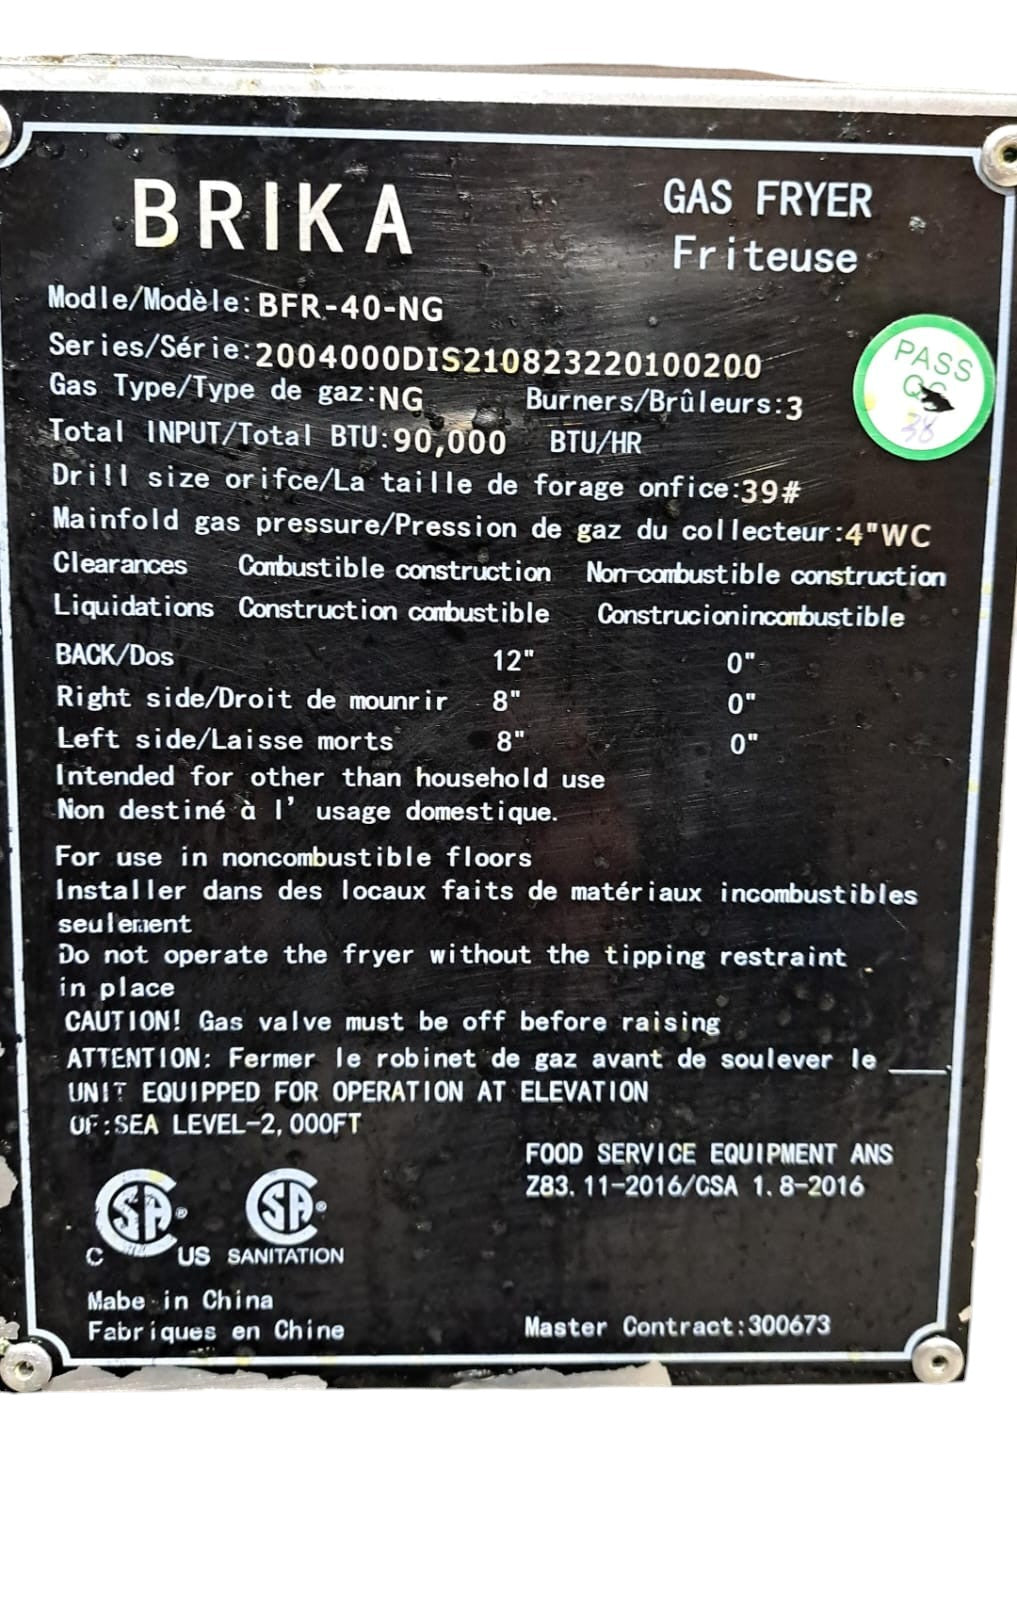 BRIKA
GAS FRYER
Friteuse
Modle/Modèle: BFR-40-NG
Series/Série: 2004000DIS210823220100200
PASS
QC
38
Gas Type/Type de gaz: NG Burners/Brûleurs: 3
Total INPUT/Total BTU: 90,000 BTU/HR
Drill size orifce/La taille de forage onfice: 39#
Mainfold gas pressure/Pression de gaz du collecteur: 4"WC
Clearances Combustible construction Non-combustible construction
Liquidations Construction combustible Construcionincombustible
BACK/Dos 12" 0"
Right side/Droit de mounrir 8" 0"
Left side/Laisse morts 8" 0"
Intended for other than household use
Non destiné à l' usage domestique.
For use in noncombustible floors
Installer dans des locaux faits de matériaux incombustibles
seulement
Do not operate the fryer without the tipping restraint
in place
CAUTION! Gas valve must be off before raising
ATTENTION: Fermer le robinet de gaz avant de soulever le ____.
UNIT EQUIPPED FOR OPERATION AT ELEVATION
OF:SEA LEVEL-2,000FT
FOOD SERVICE EQUIPMENT ANS
Z83.11-2016/CSA 1.8-2016
SA ® SA ®
C US SANITATION
Mabe in China
Fabriques en Chine
Master Contract:300673